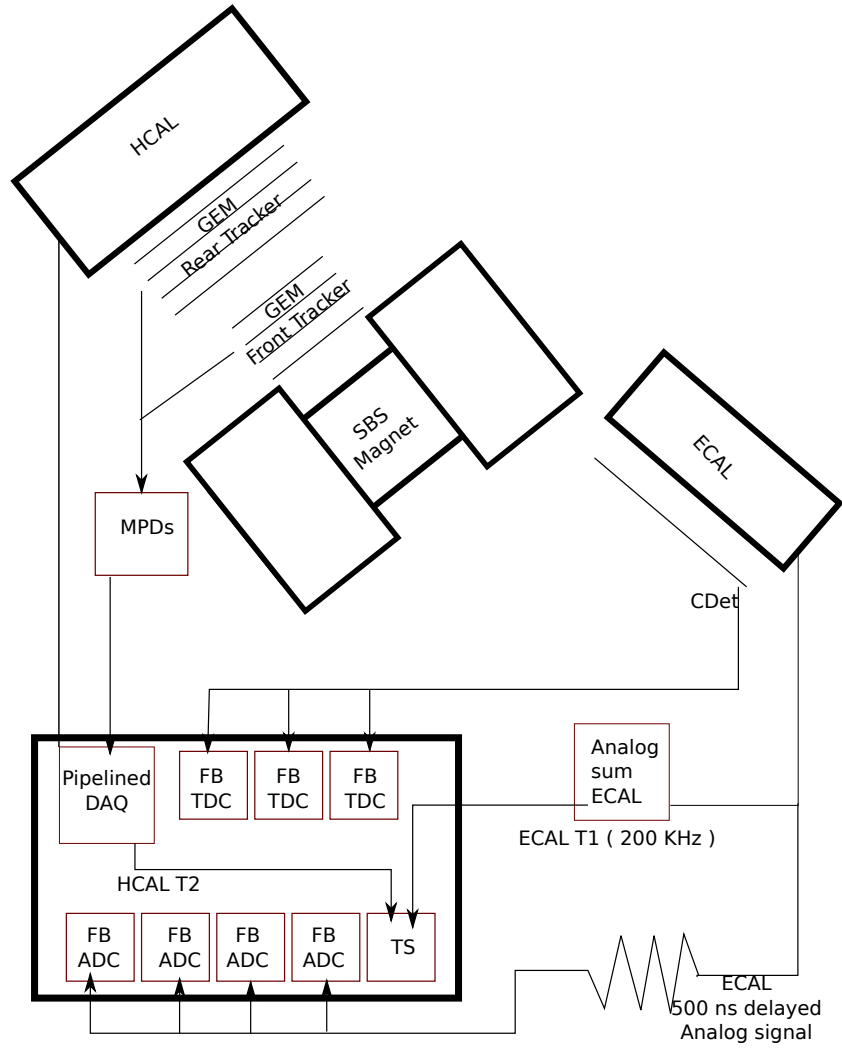 HCAL
GEM
Rear Tracker
GEM
Front Tracker
SBS
Magnet
ECAL
MPDs
CDet
Pipelined
DAQ
FB
TDC
FB
TDC
FB
TDC
Analog
sum
ECAL
ECAL T1 ( 200 KHz )
HCAL T2
FB
ADC
FB
ADC
FB
ADC
FB
ADC
TS
ECAL
500 ns delayed
Analog signal